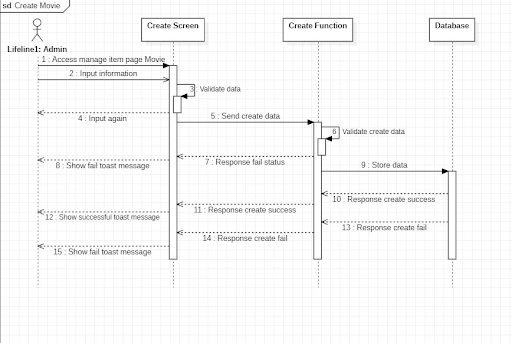 sd Create Movie
Create Screen
Create Function
Database
Lifeline1: Admin
1 : Access manage item page Movie
2 : Input information
3 : Validate data
4 : Input again
5 : Send create data
6 : Validate create data
7 : Response fail status
8 : Show fail toast message
9 : Store data
10 : Response create success
11 : Response create success
12 : Show successful toast message
13 : Response create fail
14 : Response create fail
15 : Show fail toast message